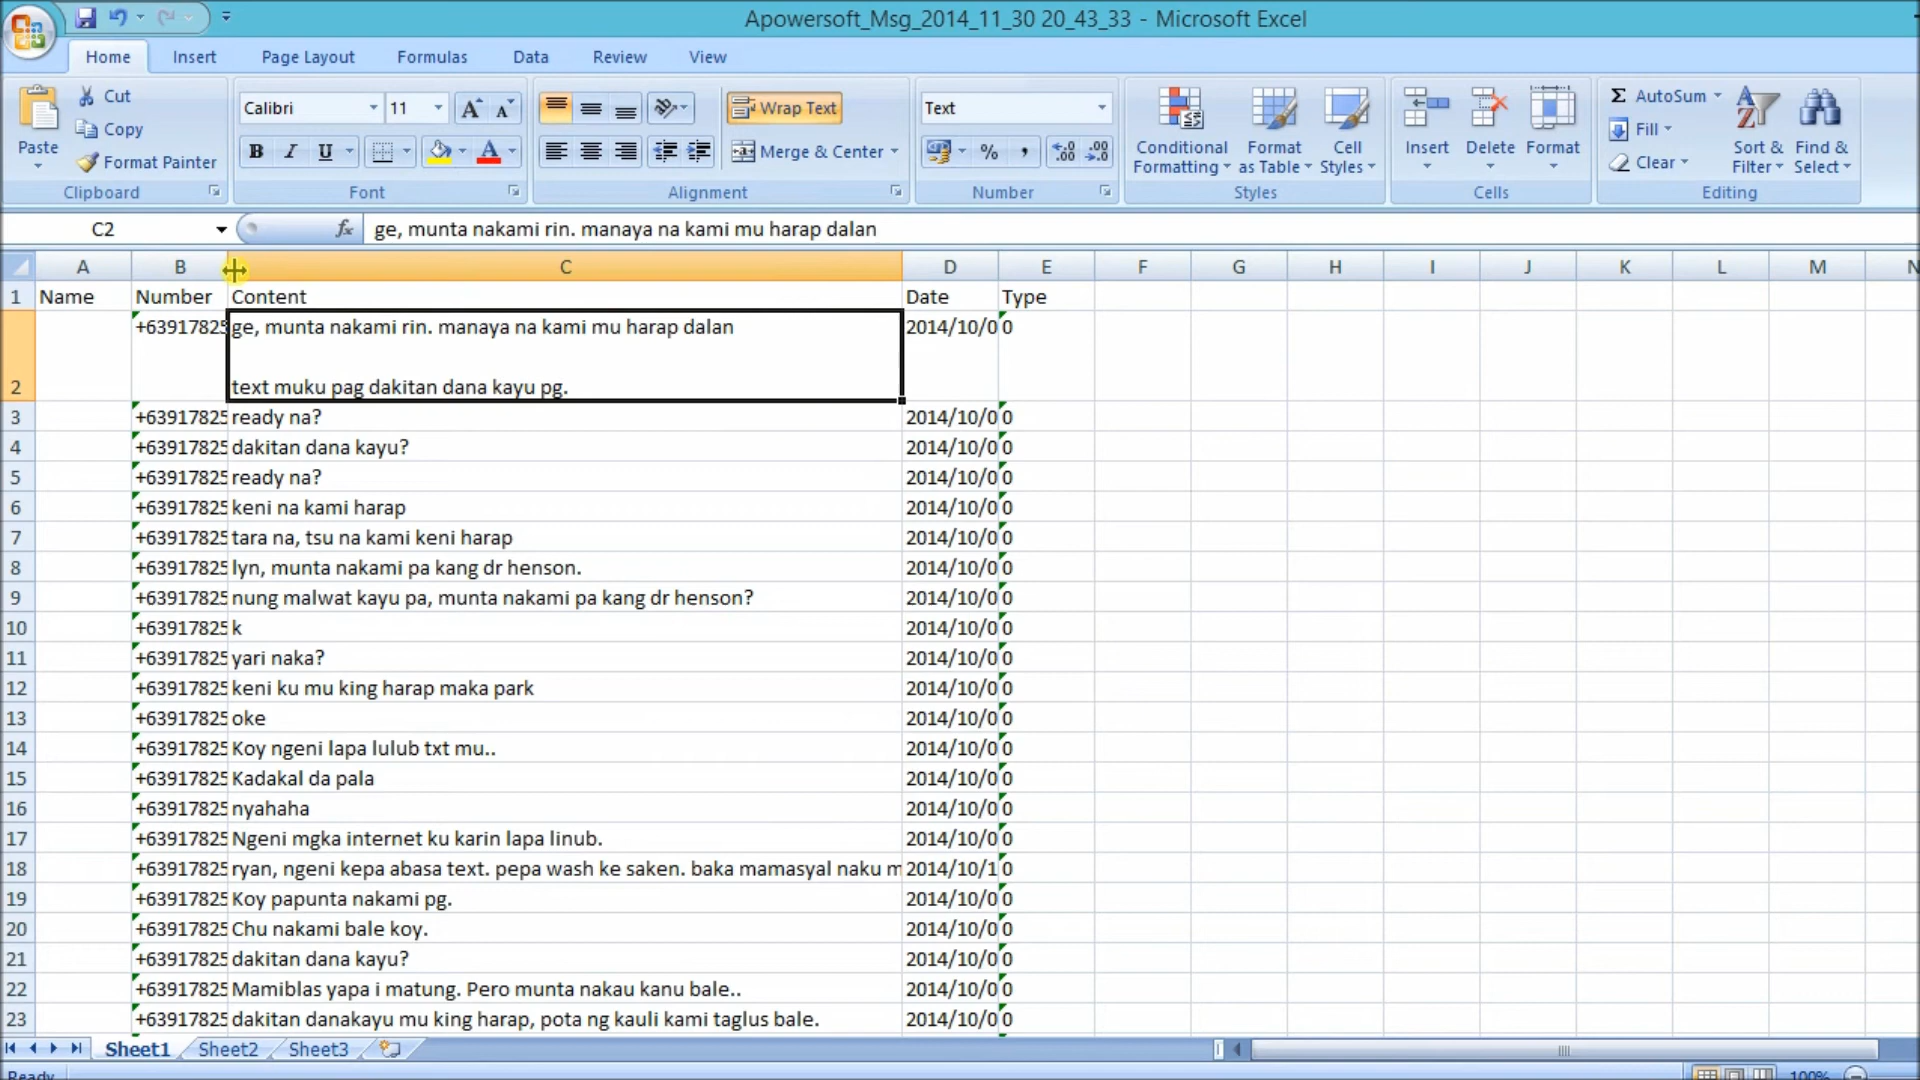 Apowersoft_Msg_2014_11_30 20_43_33 - Microsoft Excel
Home Insert Page Layout Formulas Data Review View
Paste
Cut
Copy
Format Painter
Clipboard
Calibri 11
B I U A
Font
Wrap Text
Merge & Center
Alignment
Text
% ,
Number
Conditional Formatting
Format as Table
Cell Styles
Styles
Insert Delete Format
Cells
Σ AutoSum
Fill
Clear
Sort & Filter
Find & Select
Editing
C2 fx ge, munta nakami rin. manaya na kami mu harap dalan
A B C D E F G H I J K L M N
1 Name Number Content Date Type
2 +63917825 ge, munta nakami rin. manaya na kami mu harap dalan 2014/10/0 0
text muku pag dakitan dana kayu pg.
3 +63917825 ready na? 2014/10/0 0
4 +63917825 dakitan dana kayu? 2014/10/0 0
5 +63917825 ready na? 2014/10/0 0
6 +63917825 keni na kami harap 2014/10/0 0
7 +63917825 tara na, tsu na kami keni harap 2014/10/0 0
8 +63917825 lyn, munta nakami pa kang dr henson. 2014/10/0 0
9 +63917825 nung malwat kayu pa, munta nakami pa kang dr henson? 2014/10/0 0
10 +63917825 k 2014/10/0 0
11 +63917825 yari naka? 2014/10/0 0
12 +63917825 keni ku mu king harap maka park 2014/10/0 0
13 +63917825 oke 2014/10/0 0
14 +63917825 Koy ngeni lapa lulub txt mu.. 2014/10/0 0
15 +63917825 Kadakal da pala 2014/10/0 0
16 +63917825 nyahaha 2014/10/0 0
17 +63917825 Ngeni mgka internet ku karin lapa linub. 2014/10/0 0
18 +63917825 ryan, ngeni kepa abasa text. pepa wash ke saken. baka mamasyal naku m 2014/10/1 0
19 +63917825 Koy papunta nakami pg. 2014/10/0 0
20 +63917825 Chu nakami bale koy. 2014/10/0 0
21 +63917825 dakitan dana kayu? 2014/10/0 0
22 +63917825 Mamiblas yapa i matung. Pero munta nakau kanu bale.. 2014/10/0 0
23 +63917825 dakitan danakayu mu king harap, pota ng kauli kami taglus bale. 2014/10/0 0
Sheet1 Sheet2 Sheet3
Ready 100%